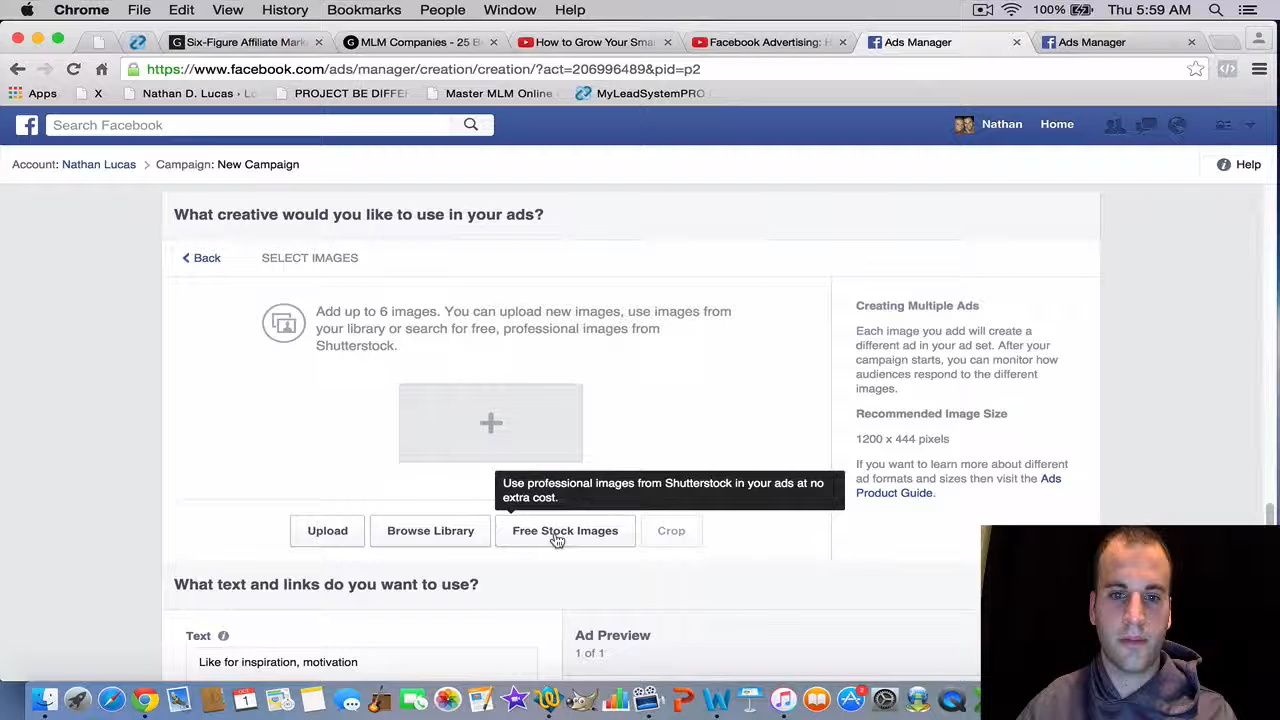 Chrome File Edit View History Bookmarks People Window Help 100% Thu 5:59 AM
Six-Figure Affiliate Mark
MLM Companies - 25 B
How to Grow Your Sma
Facebook Advertising: H
Ads Manager
Ads Manager
https://www.facebook.com/ads/manager/creation/creation/?act=206996489&pid=p2
Apps X Nathan D. Lucas › Lo PROJECT BE DIFFER Master MLM Online MyLeadSystemPRO
Search Facebook
Nathan Home
Account: Nathan Lucas > Campaign: New Campaign
Help
What creative would you like to use in your ads?
Back SELECT IMAGES
Add up to 6 images. You can upload new images, use images from
your library or search for free, professional images from
Shutterstock.
Creating Multiple Ads
Each image you add will create a
different ad in your ad set. After your
campaign starts, you can monitor how
audiences respond to the different
images.
Recommended Image Size
1200 x 444 pixels
If you want to learn more about different
ad formats and sizes then visit the Ads
Product Guide.
Use professional images from Shutterstock in your ads at no
extra cost.
Upload Browse Library Free Stock Images Crop
What text and links do you want to use?
Text
Like for inspiration, motivation
Ad Preview
1 of 1